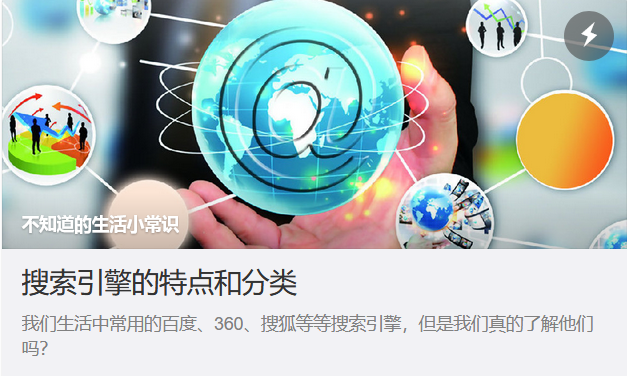 @
不知道的生活小常识
搜索引擎的特点和分类
我们生活中常用的百度、360、搜狐等等搜索引擎，但是我们真的了解他们
吗？